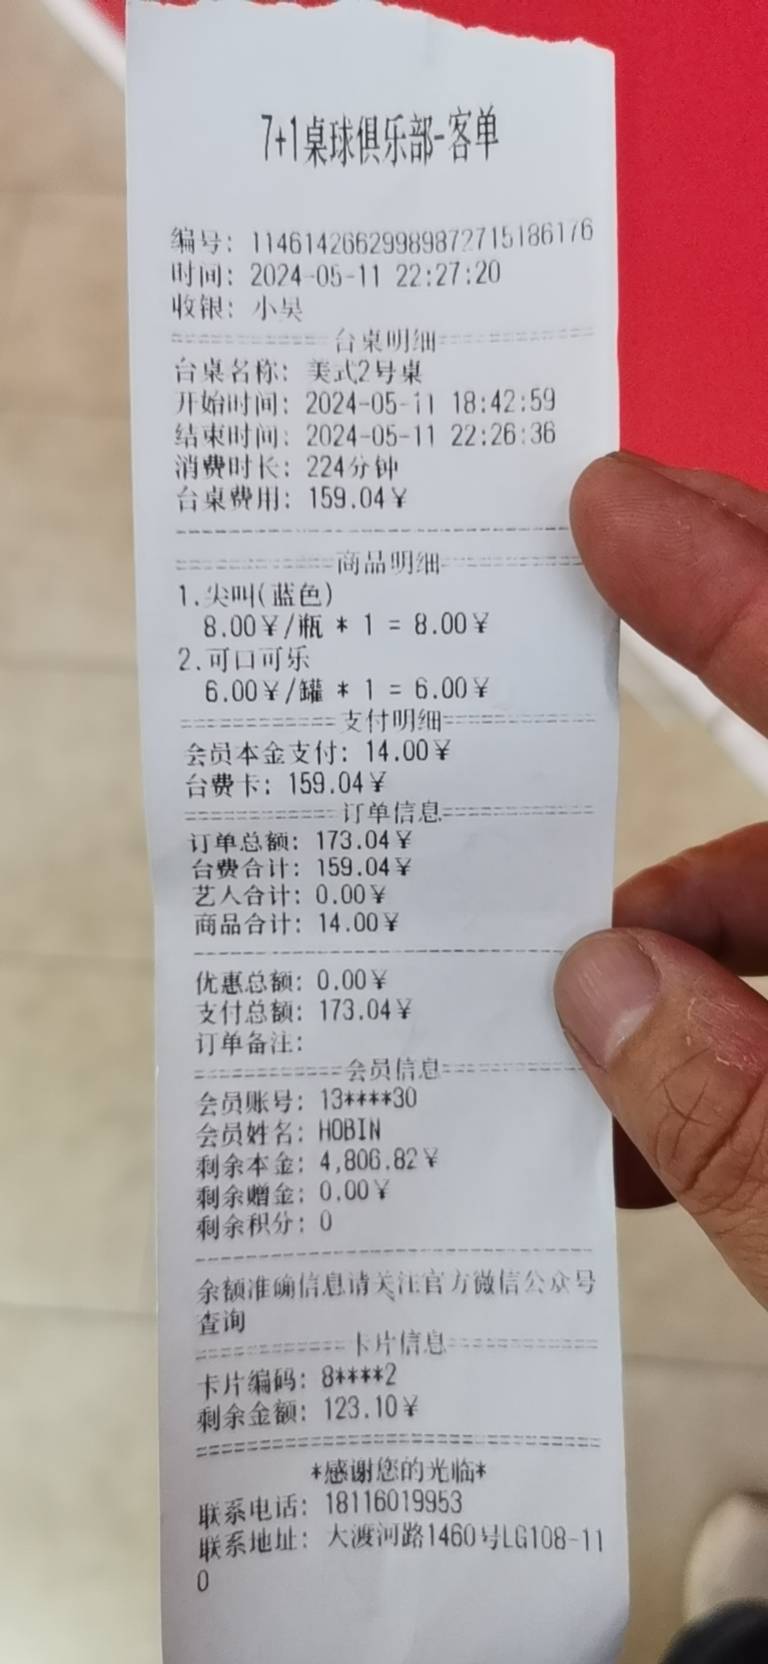 7+1桌球俱乐部-客单
编号: 1146142662998987271518​6176
时间: 2024-05-11 22:27:20
收银: 小吴
============台桌明细============
台桌名称: 美式2号桌
开始时间: 2024-05-11 18:42:59
结束时间: 2024-05-11 22:26:36
消费时长: 224分钟
台桌费用: 159.04¥
--------------------------------
============商品明细============
1.尖叫(蓝色)
8.00¥/瓶 * 1 = 8.00¥
2.可口可乐
6.00¥/罐 * 1 = 6.00¥
============支付明细============
会员本金支付: 14.00¥
台费卡: 159.04¥
============订单信息============
订单总额: 173.04¥
台费合计: 159.04¥
艺人合计: 0.00¥
商品合计: 14.00¥
--------------------------------
优惠总额: 0.00¥
支付总额: 173.04¥
订单备注:
============会员信息============
会员账号: 13****30
会员姓名: HOBIN
剩余本金: 4,806.82¥
剩余赠金: 0.00¥
剩余积分: 0
--------------------------------
余额准确信息请关注官方微信公众号
查询
============卡片信息============
卡片编码: 8****2
剩余金额: 123.10¥
================================
*感谢您的光临*
联系电话: 18116019953
联系地址: 大渡河路1460号LG108-11
0